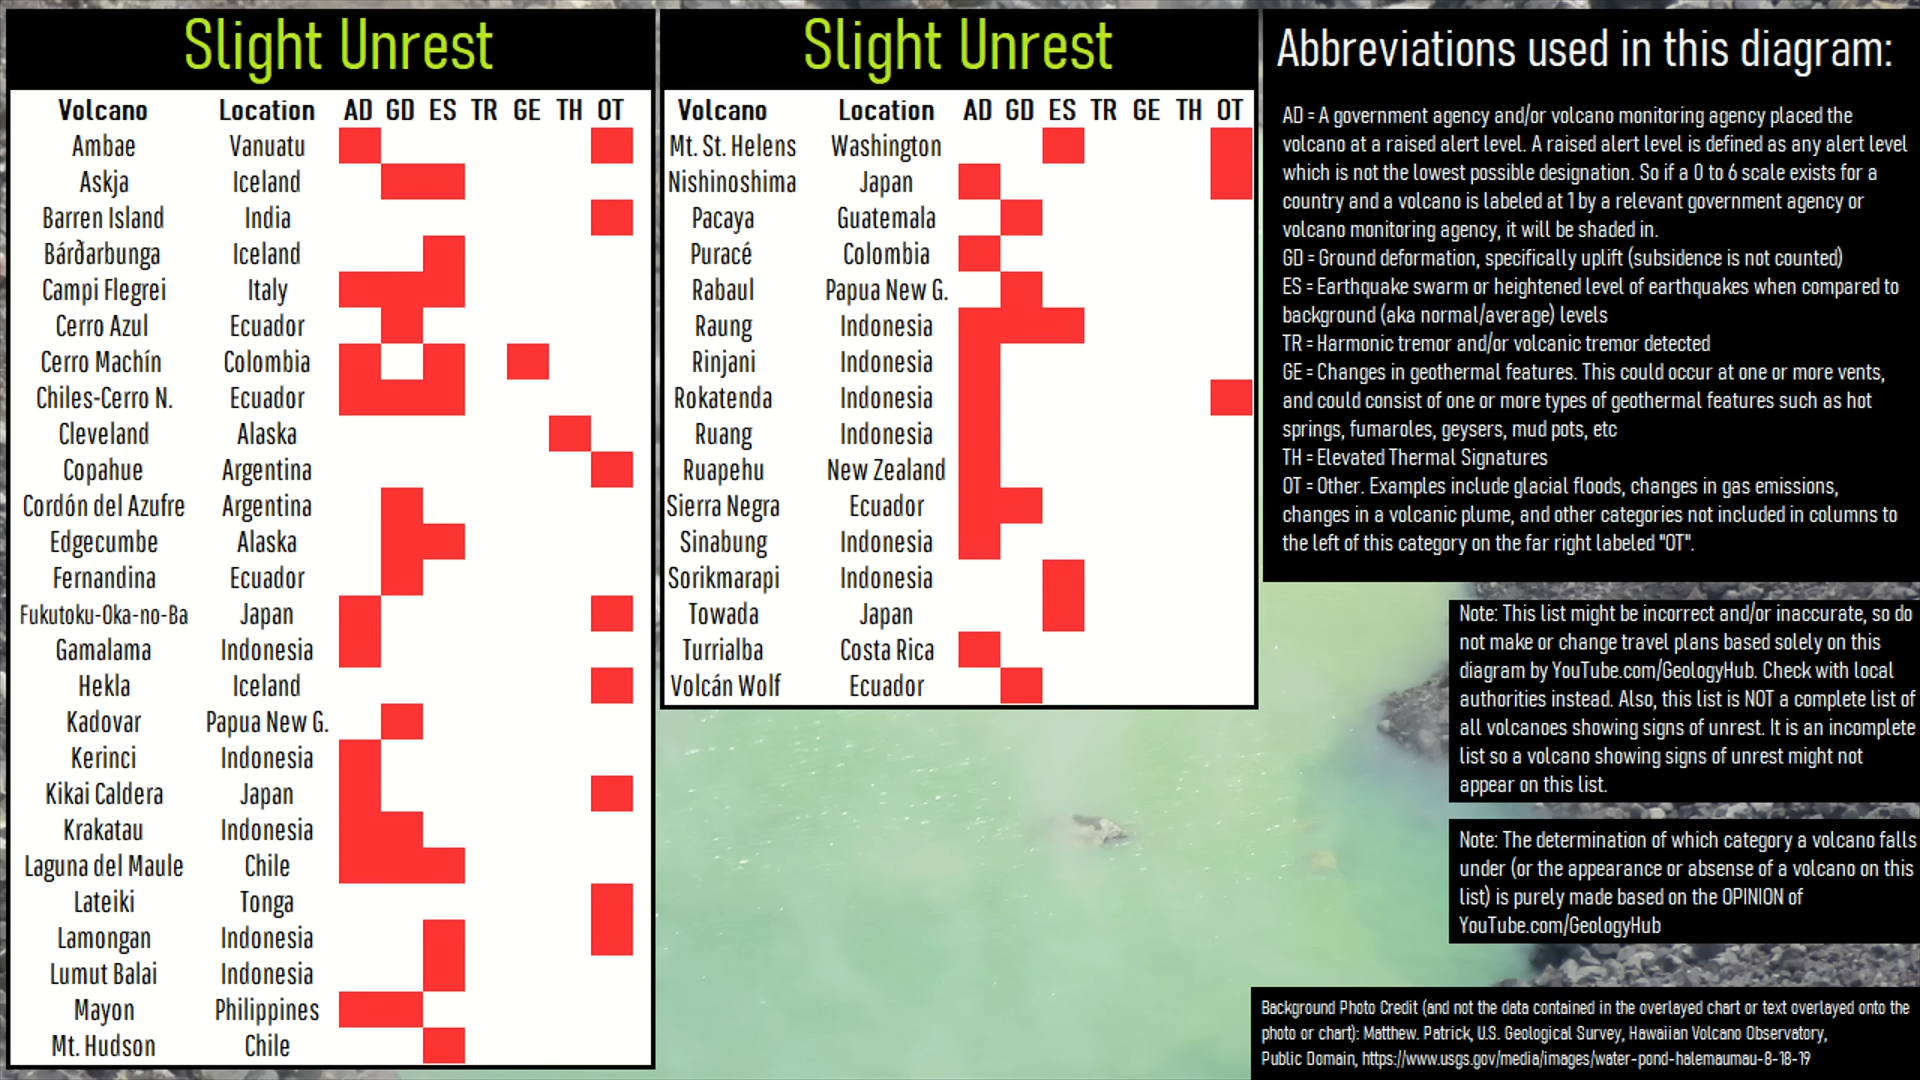 Slight Unrest
Volcano Location AD GD ES TR GE TH OT
Ambae Vanuatu
Askja Iceland
Barren Island India
Bárðarbunga Iceland
Campi Flegrei Italy
Cerro Azul Ecuador
Cerro Machín Colombia
Chiles-Cerro N. Ecuador
Cleveland Alaska
Copahue Argentina
Cordón del Azufre Argentina
Edgecumbe Alaska
Fernandina Ecuador
Fukutoku-Oka-no-Ba Japan
Gamalama Indonesia
Hekla Iceland
Kadovar Papua New G.
Kerinci Indonesia
Kikai Caldera Japan
Krakatau Indonesia
Laguna del Maule Chile
Lateiki Tonga
Lamongan Indonesia
Lumut Balai Indonesia
Mayon Philippines
Mt. Hudson Chile
Slight Unrest
Volcano Location AD GD ES TR GE TH OT
Mt. St. Helens Washington
Nishinoshima Japan
Pacaya Guatemala
Puracé Colombia
Rabaul Papua New G.
Raung Indonesia
Rinjani Indonesia
Rokatenda Indonesia
Ruang Indonesia
Ruapehu New Zealand
Sierra Negra Ecuador
Sinabung Indonesia
Sorikmarapi Indonesia
Towada Japan
Turrialba Costa Rica
Volcán Wolf Ecuador
Abbreviations used in this diagram:
AD = A government agency and/or volcano monitoring agency placed the
volcano at a raised alert level. A raised alert level is defined as any alert level
which is not the lowest possible designation. So if a 0 to 6 scale exists for a
country and a volcano is labeled at 1 by a relevant government agency or
volcano monitoring agency, it will be shaded in.
GD = Ground deformation, specifically uplift (subsidence is not counted)
ES = Earthquake swarm or heightened level of earthquakes when compared to
background (aka normal/average) levels
TR = Harmonic tremor and/or volcanic tremor detected
GE = Changes in geothermal features. This could occur at one or more vents,
and could consist of one or more types of geothermal features such as hot
springs, fumaroles, geysers, mud pots, etc
TH = Elevated Thermal Signatures
OT = Other. Examples include glacial floods, changes in gas emissions,
changes in a volcanic plume, and other categories not included in columns to
the left of this category on the far right labeled "OT".
Note: This list might be incorrect and/or inaccurate, so do
not make or change travel plans based solely on this
diagram by YouTube.com/GeologyHub. Check with local
authorities instead. Also, this list is NOT a complete list of
all volcanoes showing signs of unrest. It is an incomplete
list so a volcano showing signs of unrest might not
appear on this list.
Note: The determination of which category a volcano falls
under (or the appearance or absense of a volcano on this
list) is purely made based on the OPINION of
YouTube.com/GeologyHub
Background Photo Credit (and not the data contained in the overlayed chart or text overlayed onto the
photo or chart): Matthew. Patrick, U.S. Geological Survey, Hawaiian Volcano Observatory,
Public Domain, https://www.usgs.gov/media/images/water-pond-halemaumau-8-18-19